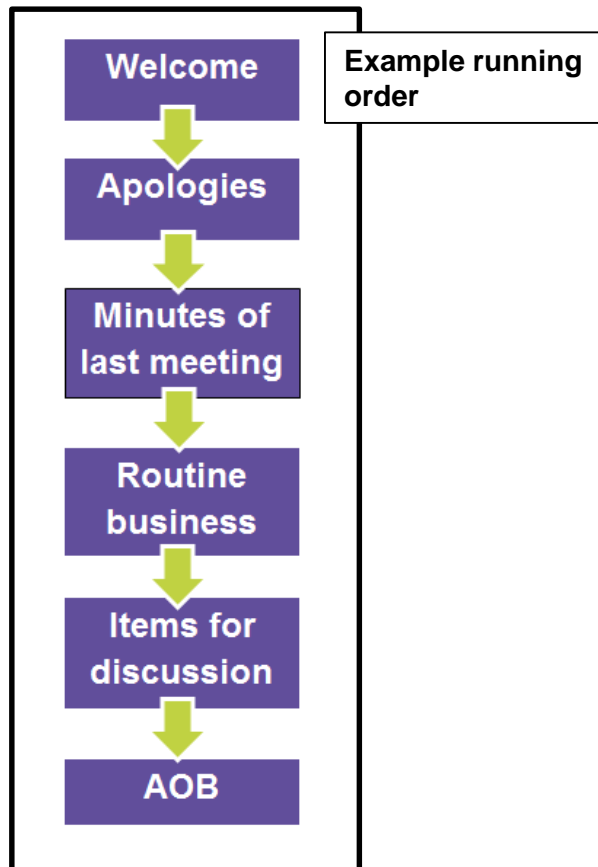 Example running
order
Welcome
Apologies
Minutes of
last meeting
Routine
business
Items for
discussion
AOB